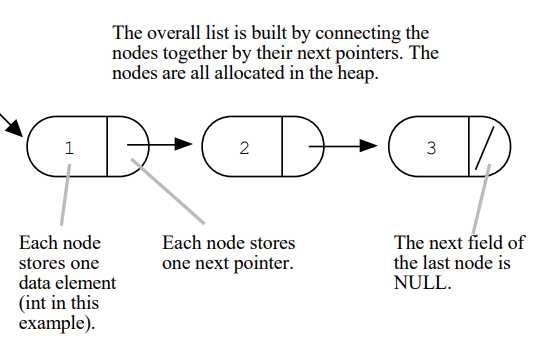 The overall list is built by connecting the
nodes together by their next pointers. The
nodes are all allocated in the heap.
1
2
3
Each node
stores one
data element
(int in this
example).
Each node stores
one next pointer.
The next field of
the last node is
NULL.